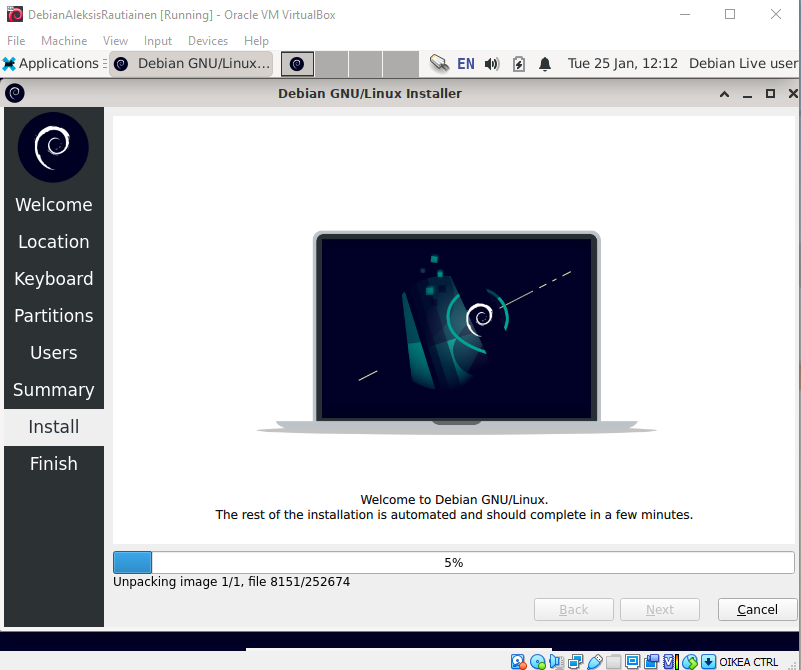 DebianAleksisRautiainen [Running] - Oracle VM VirtualBox
File Machine View Input Devices Help
Applications Debian GNU/Linux... EN Tue 25 Jan, 12:12 Debian Live user
Debian GNU/Linux Installer
Welcome
Location
Keyboard
Partitions
Users
Summary
Install
Finish
Welcome to Debian GNU/Linux.
The rest of the installation is automated and should complete in a few minutes.
5%
Unpacking image 1/1, file 8151/252674
Back Next Cancel
OIKEA CTRL